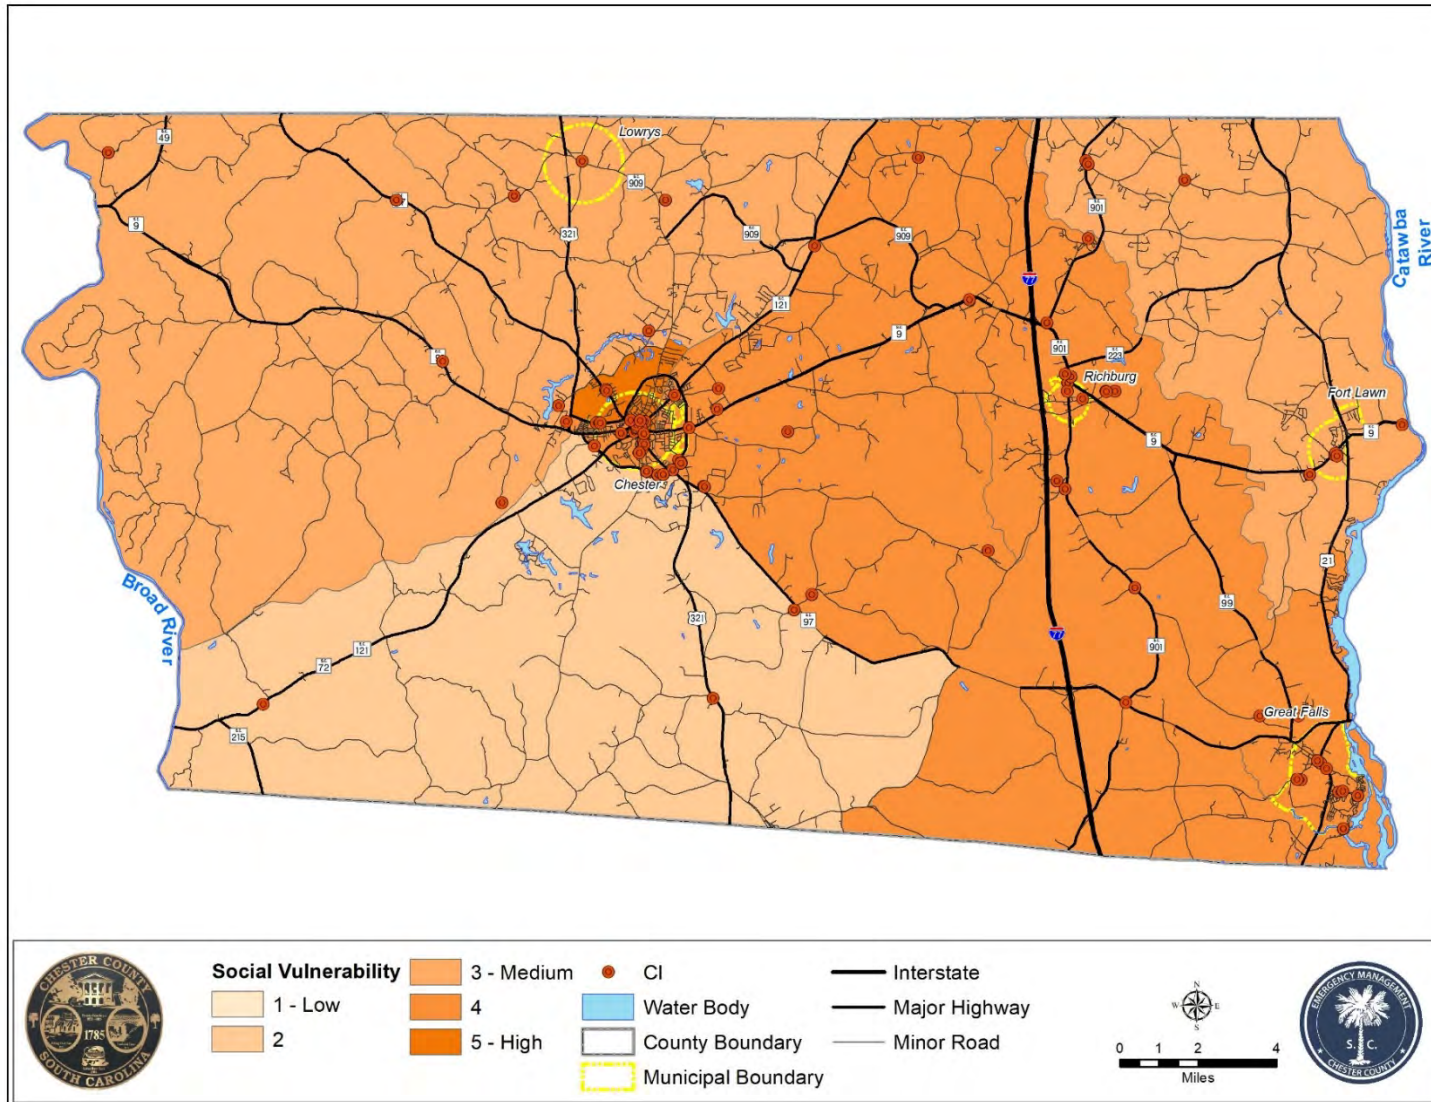 Lowrys
49
909
9
321
909
909
901
77
121
9
901
223
Richburg
Catawba
River
Fort Lawn
9
9
Chester
21
Broad
River
99
97
321
77
121
72
901
215
Great Falls
CHESTER COUNTY
1785
SOUTH CAROLINA
Social Vulnerability
1 - Low
2
3 - Medium
4
5 - High
CI
Water Body
County Boundary
Municipal Boundary
Interstate
Major Highway
Minor Road
N
W E
S
0 1 2 4
Miles
EMERGENCY MANAGEMENT
S. C.
CHESTER COUNTY